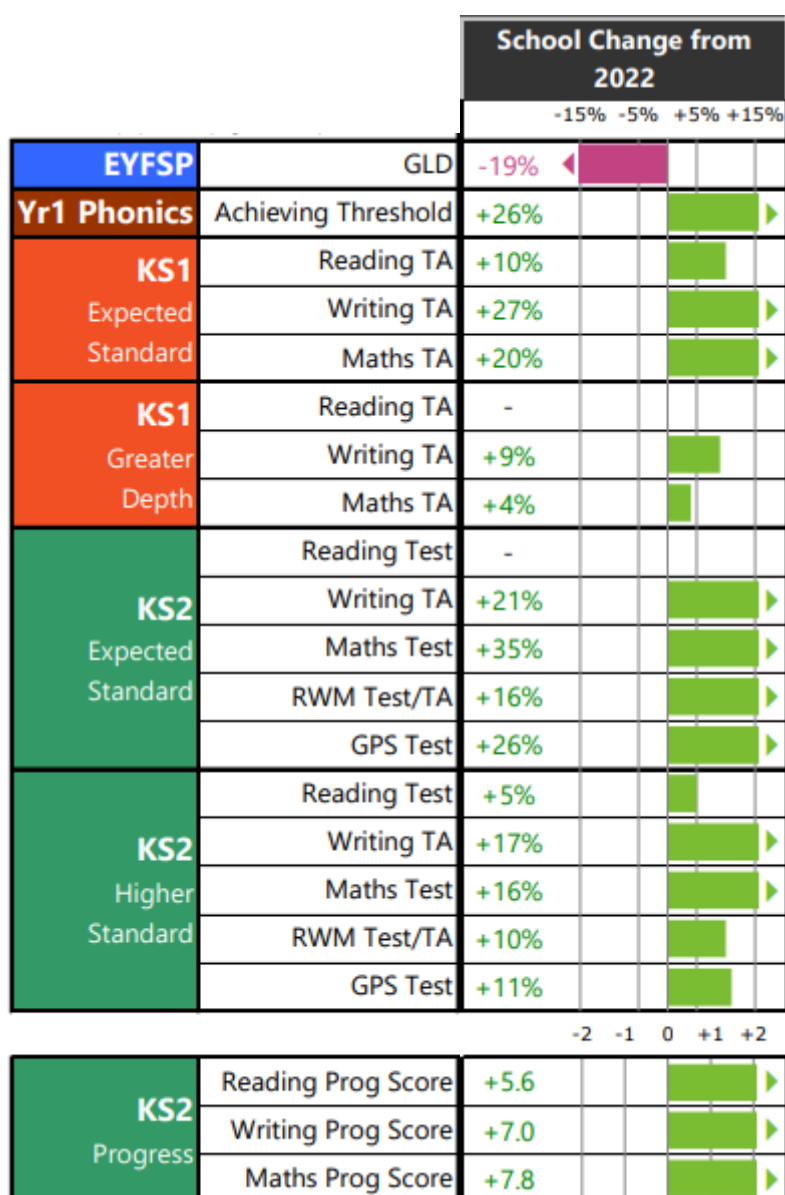 School Change from
2022
-15% -5% +5% +15%
EYFSP GLD -19%
Yr1 Phonics Achieving Threshold +26%
KS1 Reading TA +10%
Expected Writing TA +27%
Standard Maths TA +20%
KS1 Reading TA -
Greater Writing TA +9%
Depth Maths TA +4%
Reading Test -
KS2 Writing TA +21%
Expected Maths Test +35%
Standard RWM Test/TA +16%
GPS Test +26%
Reading Test +5%
KS2 Writing TA +17%
Higher Maths Test +16%
Standard RWM Test/TA +10%
GPS Test +11%
-2 -1 0 +1 +2
KS2 Reading Prog Score +5.6
Progress Writing Prog Score +7.0
Maths Prog Score +7.8